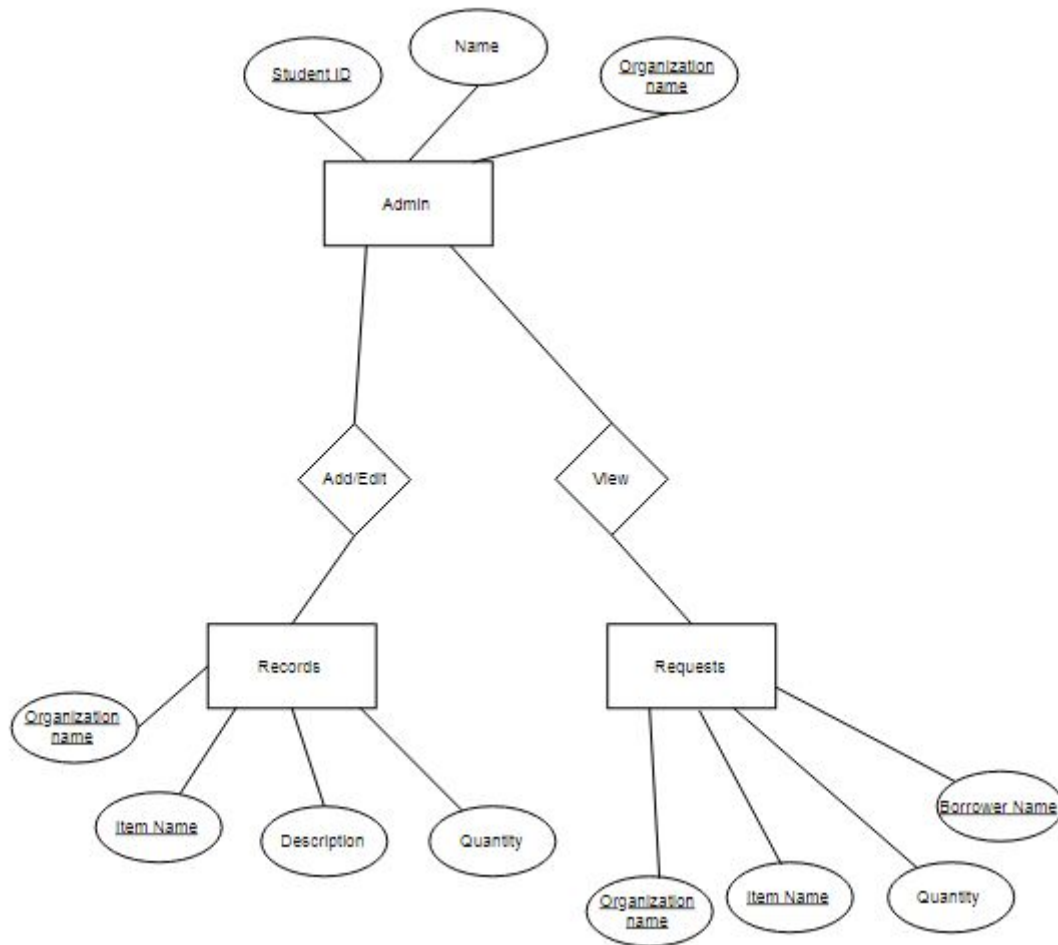 Name
Student ID
Organization
name
Admin
Add/Edit
View
Records
Requests
Organization
name
Item Name
Description
Quantity
Borrower Name
Organization
name
Item Name
Quantity